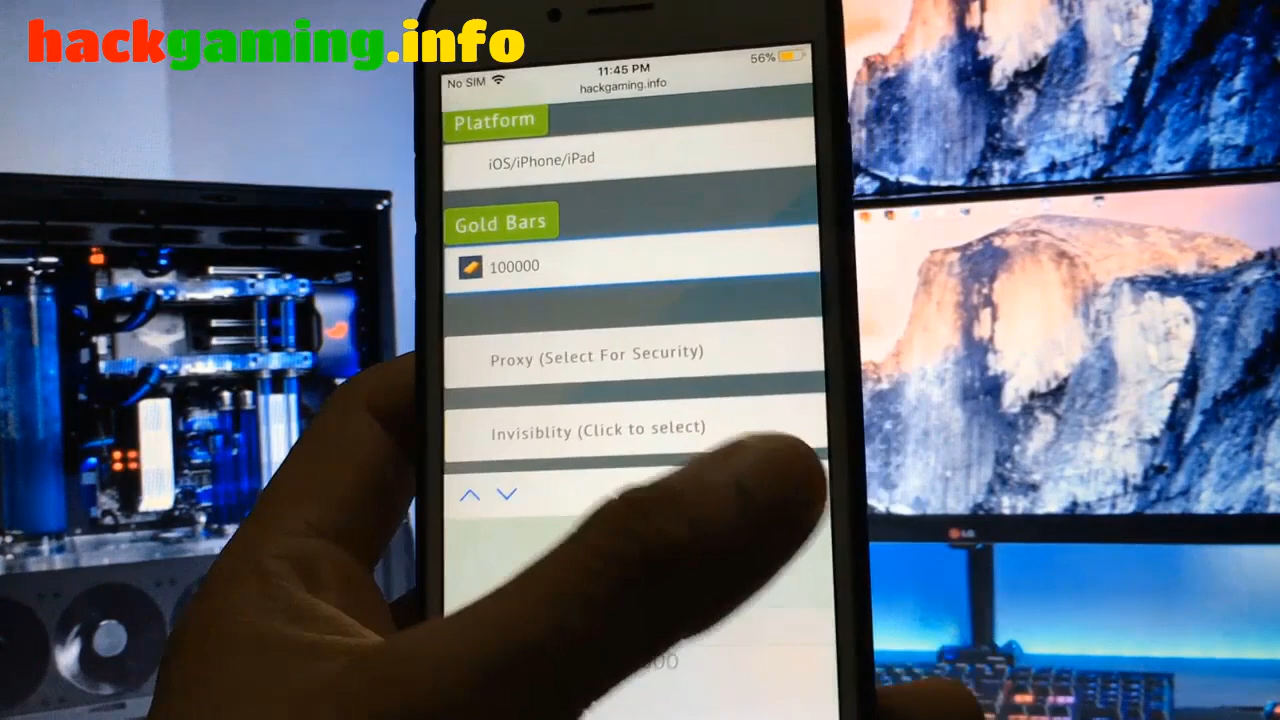 hackgaming.info
No SIM 11:45 PM 56%
hackgaming.info
Platform
iOS/iPhone/iPad
Gold Bars
100000
Proxy (Select For Security)
Invisiblity (Click to select)
LG